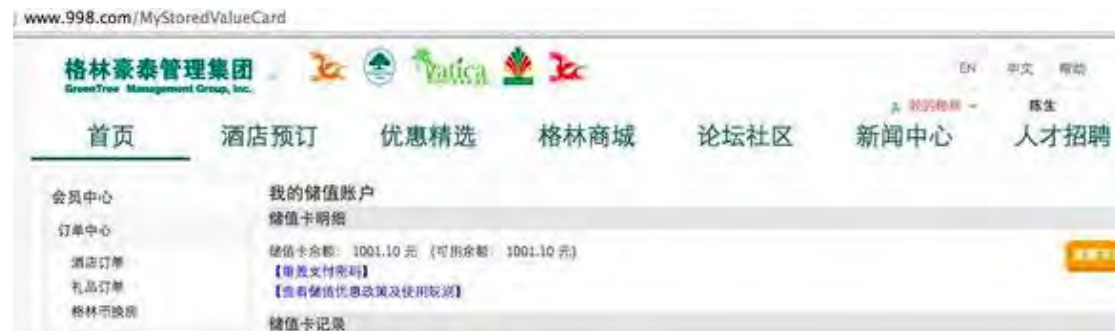 www.998.com/MyStoredValueCard
格林豪泰管理集团
GreenTree Management Group, Inc.
Vatica
EN 中文 帮助
我的格林 陈生
首页 酒店预订 优惠精选 格林商城 论坛社区 新闻中心 人才招聘
会员中心
我的储值账户
储值卡明细
订单中心
储值卡余额： 1001.10 元 (可用余额： 1001.10 元)
酒店订单
【重置支付密码】
礼品订单
【查看储值优惠政策及使用规则】
格林币换房
储值卡记录